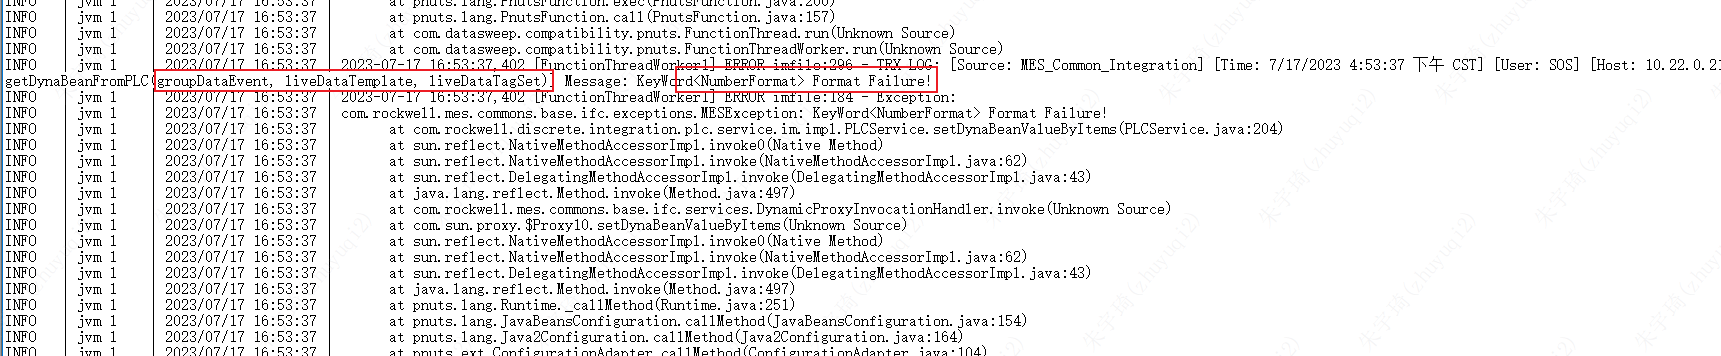 INFO | jvm 1 | 2023/07/17 16:53:37 | at pnuts.lang.PnutsFunction.exec(PnutsFunction.java:200)
INFO | jvm 1 | 2023/07/17 16:53:37 | at pnuts.lang.PnutsFunction.call(PnutsFunction.java:157)
INFO | jvm 1 | 2023/07/17 16:53:37 | at com.datasweep.compatibility.pnuts.FunctionThread.run(Unknown Source)
INFO | jvm 1 | 2023/07/17 16:53:37 | at com.datasweep.compatibility.pnuts.FunctionThreadWorker.run(Unknown Source)
INFO | jvm 1 | 2023/07/17 16:53:37 | 2023-07-17 16:53:37,402 [FunctionThreadWorker1] ERROR imfile:296 - TRX LOG: [Source: MES_Common_Integration] [Time: 7/17/2023 4:53:37 下午 CST] [User: SOS] [Host: 10.22.0.21
getDynaBeanFromPLC(groupDataEvent, liveDataTemplate, liveDataTagSet) Message: KeyWord<NumberFormat> Format Failure!
INFO | jvm 1 | 2023/07/17 16:53:37 | 2023-07-17 16:53:37,402 [FunctionThreadWorker1] ERROR imfile:184 - Exception:
INFO | jvm 1 | 2023/07/17 16:53:37 | com.rockwell.mes.commons.base.ifc.exceptions.MESException: KeyWord<NumberFormat> Format Failure!
INFO | jvm 1 | 2023/07/17 16:53:37 | at com.rockwell.discrete.integration.plc.service.im.impl.PLCService.setDynaBeanValueByItems(PLCService.java:204)
INFO | jvm 1 | 2023/07/17 16:53:37 | at sun.reflect.NativeMethodAccessorImpl.invoke0(Native Method)
INFO | jvm 1 | 2023/07/17 16:53:37 | at sun.reflect.NativeMethodAccessorImpl.invoke(NativeMethodAccessorImpl.java:62)
INFO | jvm 1 | 2023/07/17 16:53:37 | at sun.reflect.DelegatingMethodAccessorImpl.invoke(DelegatingMethodAccessorImpl.java:43)
INFO | jvm 1 | 2023/07/17 16:53:37 | at java.lang.reflect.Method.invoke(Method.java:497)
INFO | jvm 1 | 2023/07/17 16:53:37 | at com.rockwell.mes.commons.base.ifc.services.DynamicProxyInvocationHandler.invoke(Unknown Source)
INFO | jvm 1 | 2023/07/17 16:53:37 | at com.sun.proxy.$Proxy10.setDynaBeanValueByItems(Unknown Source)
INFO | jvm 1 | 2023/07/17 16:53:37 | at sun.reflect.NativeMethodAccessorImpl.invoke0(Native Method)
INFO | jvm 1 | 2023/07/17 16:53:37 | at sun.reflect.NativeMethodAccessorImpl.invoke(NativeMethodAccessorImpl.java:62)
INFO | jvm 1 | 2023/07/17 16:53:37 | at sun.reflect.DelegatingMethodAccessorImpl.invoke(DelegatingMethodAccessorImpl.java:43)
INFO | jvm 1 | 2023/07/17 16:53:37 | at java.lang.reflect.Method.invoke(Method.java:497)
INFO | jvm 1 | 2023/07/17 16:53:37 | at pnuts.lang.Runtime._callMethod(Runtime.java:251)
INFO | jvm 1 | 2023/07/17 16:53:37 | at pnuts.lang.JavaBeansConfiguration.callMethod(JavaBeansConfiguration.java:154)
INFO | jvm 1 | 2023/07/17 16:53:37 | at pnuts.lang.Java2Configuration.callMethod(Java2Configuration.java:164)
INFO | jvm 1 | 2023/07/17 16:53:37 | at pnuts.ext.ConfigurationAdapter.callMethod(ConfigurationAdapter.java:104)
朱宇琦(zhuyuqi2)